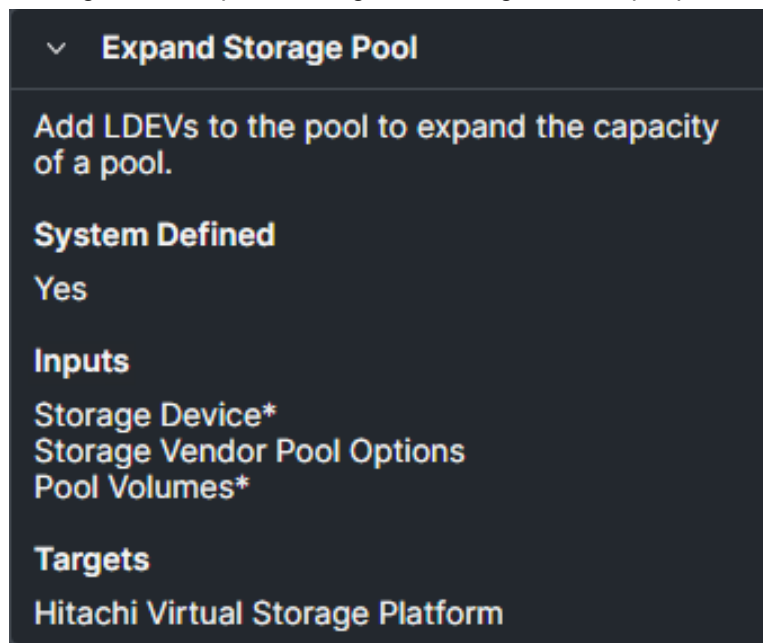 Expand Storage Pool
Add LDEVs to the pool to expand the capacity
of a pool.
System Defined
Yes
Inputs
Storage Device*
Storage Vendor Pool Options
Pool Volumes*
Targets
Hitachi Virtual Storage Platform